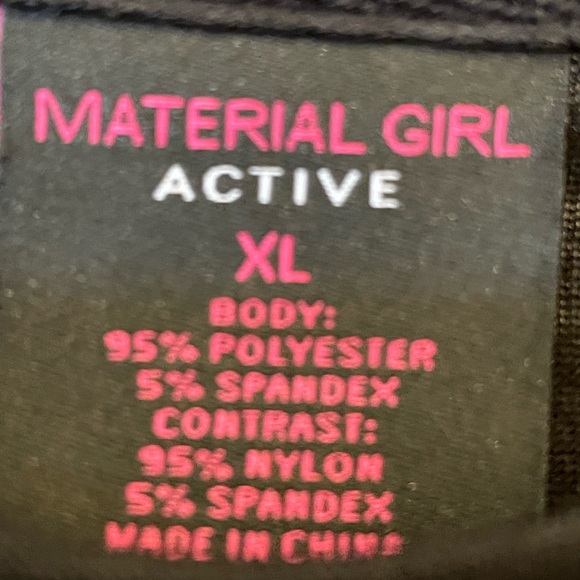 MATERIAL GIRL
ACTIVE
XL
BODY:
95% POLYESTER
5% SPANDEX
CONTRAST:
95% NYLON
5% SPANDEX
MADE IN CHINA